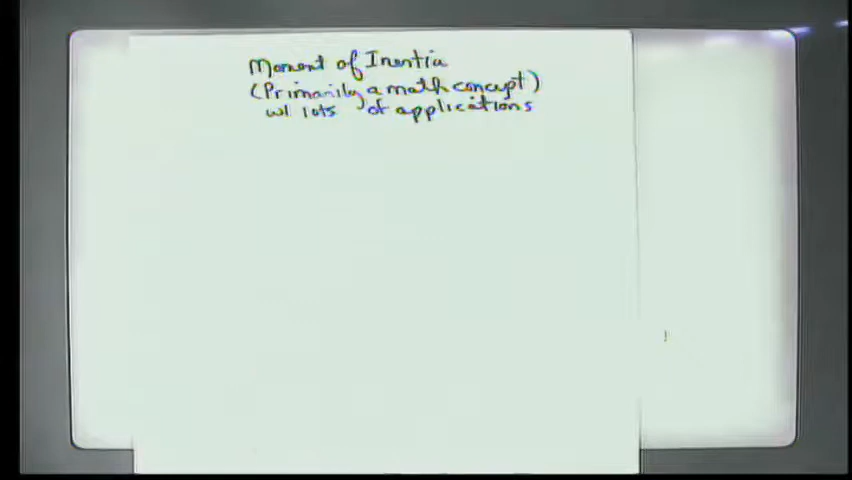 Moment of Inertia
(Primarily a math concept)
w/ lots of applications